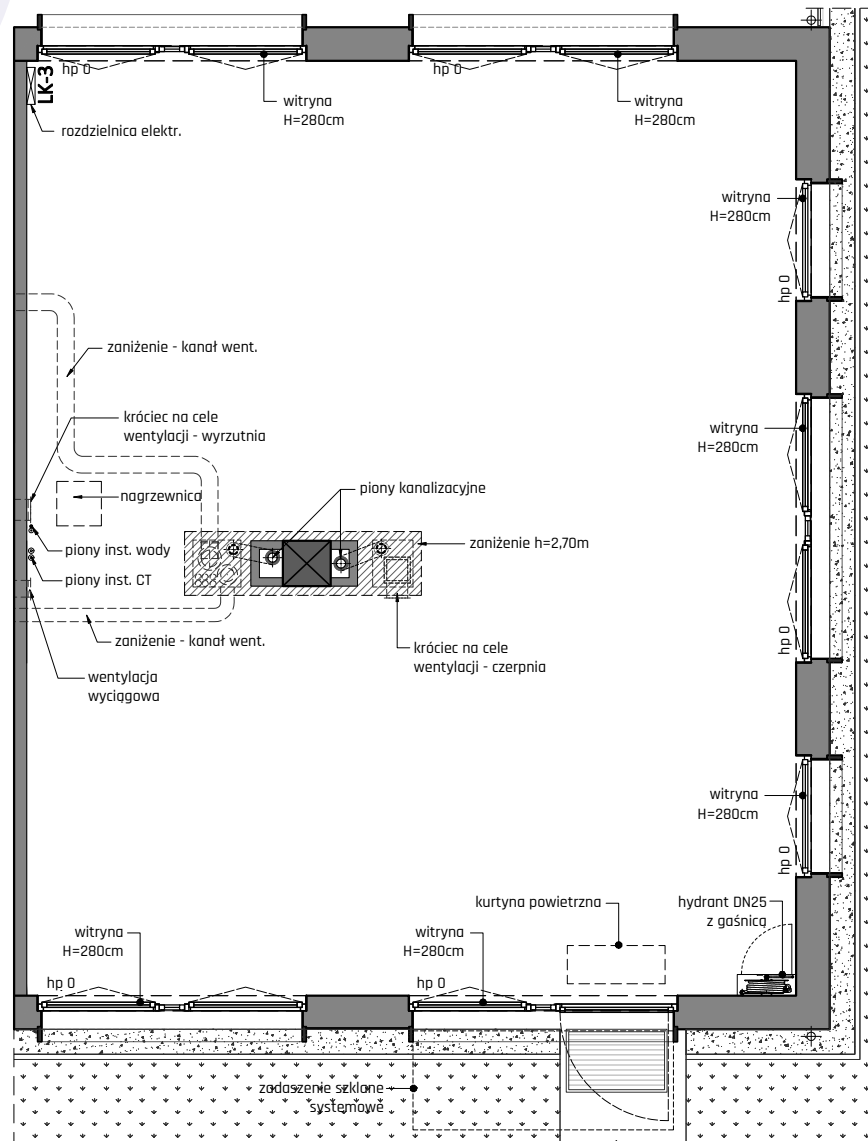 hp 0
hp 0
LK-3
witryna
H=280cm
witryna
H=280cm
rozdzielnica elektr.
witryna
H=280cm
hp 0
zaniżenie - kanał went.
króciec na cele
wentylacji - wyrzutnia
witryna
H=280cm
nagrzewnica
piony kanalizacyjne
piony inst. wody
zaniżenie h=2,70m
piony inst. CT
zaniżenie - kanał went.
hp 0
króciec na cele
wentylacji - czerpnia
wentylacja
wyciągowa
witryna
H=280cm
hp 0
kurtyna powietrzna
hydrant DN25
z gaśnicą
witryna
H=280cm
witryna
H=280cm
hp 0
hp 0
zadaszenie szklane
systemowe